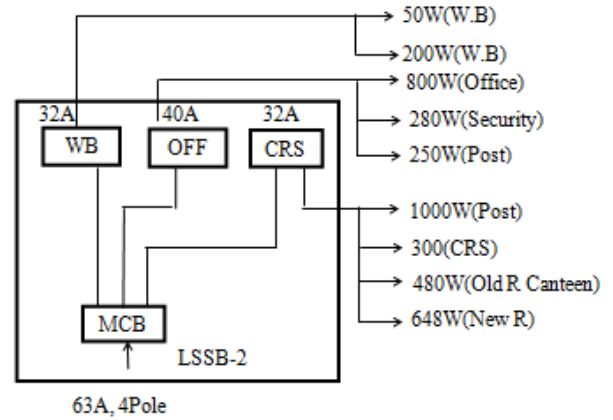 50W(W.B)
200W(W.B)
800W(Office)
32A 40A 32A
WB OFF CRS
280W(Security)
250W(Post)
1000W(Post)
300(CRS)
480W(Old R Canteen)
648W(New R)
MCB
LSSB-2
63A, 4Pole